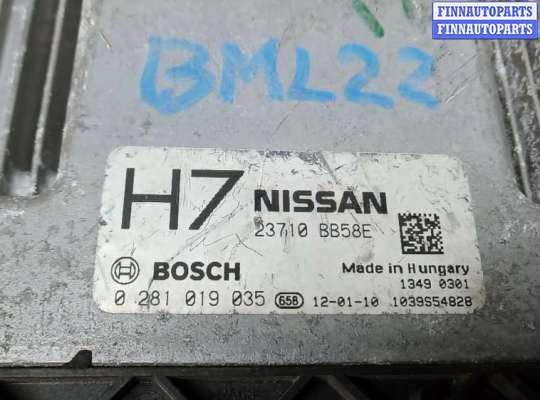 FINNAUTOPARTS
FINNAUTOPARTS
BML22
H7 NISSAN
23710 BB58E
BOSCH
Made in Hungary
1349 0301
0 281 019 035 658 12-01-10 1039S54828